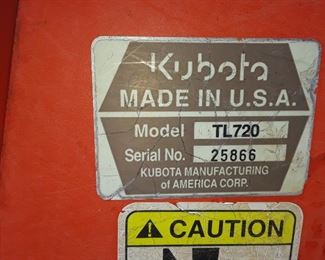 Kubota
MADE IN U.S.A.
Model TL720
Serial No. 25866
KUBOTA MANUFACTURING
of AMERICA CORP.
CAUTION